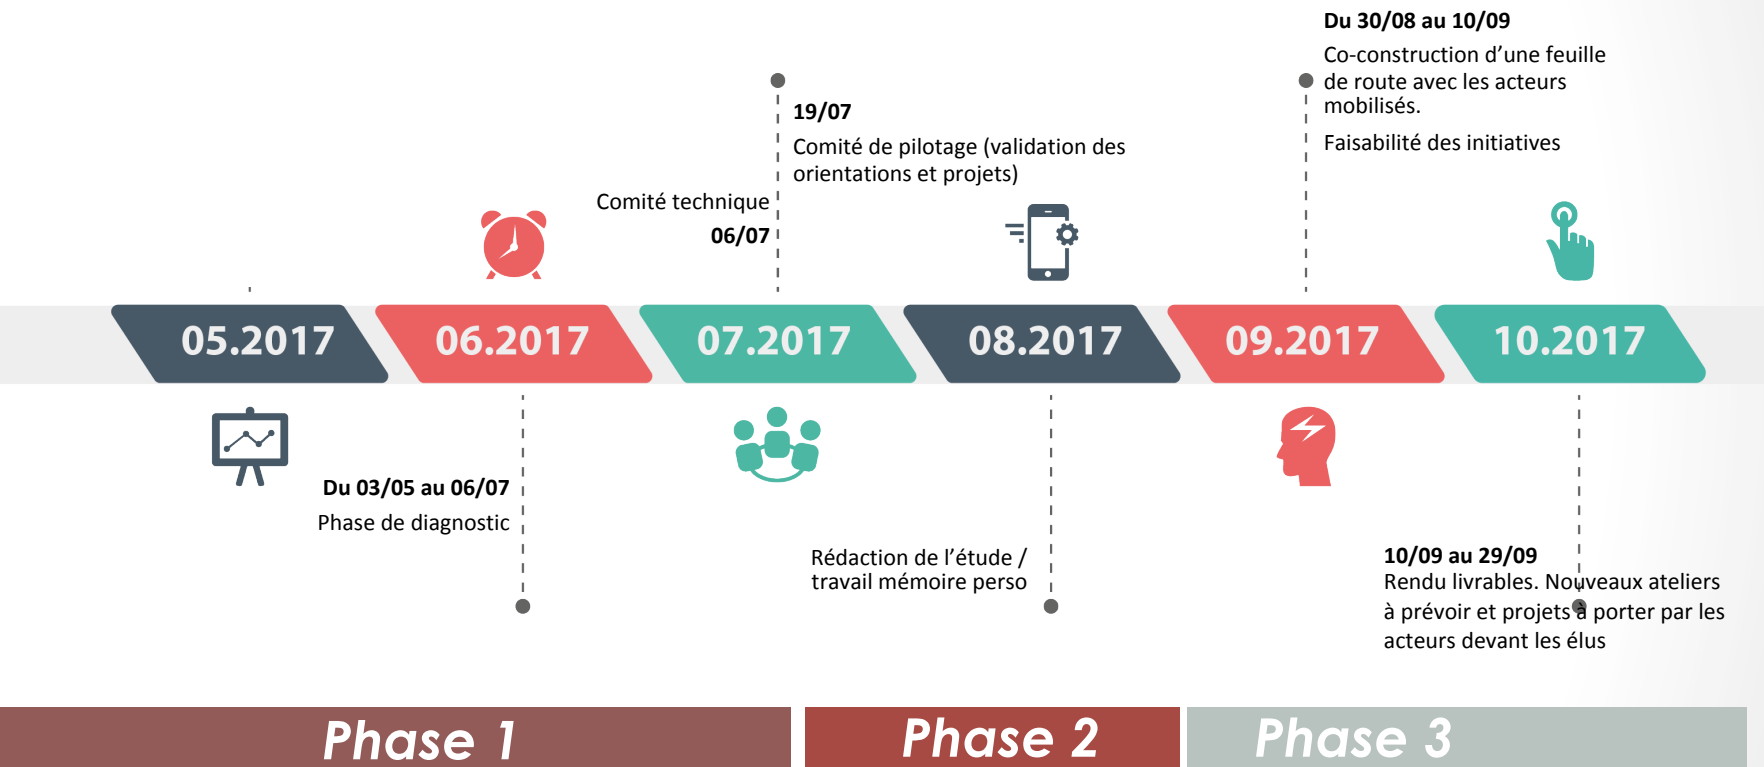 Du 30/08 au 10/09
Co-construction d’une feuille
de route avec les acteurs
mobilisés.
Faisabilité des initiatives
19/07
Comité de pilotage (validation des
orientations et projets)
Comité technique
06/07
05.2017
06.2017
07.2017
08.2017
09.2017
10.2017
Du 03/05 au 06/07
Phase de diagnostic
Rédaction de l’étude /
travail mémoire perso
10/09 au 29/09
Rendu livrables. Nouveaux ateliers
à prévoir et projets à porter par les
acteurs devant les élus
Phase 1
Phase 2
Phase 3